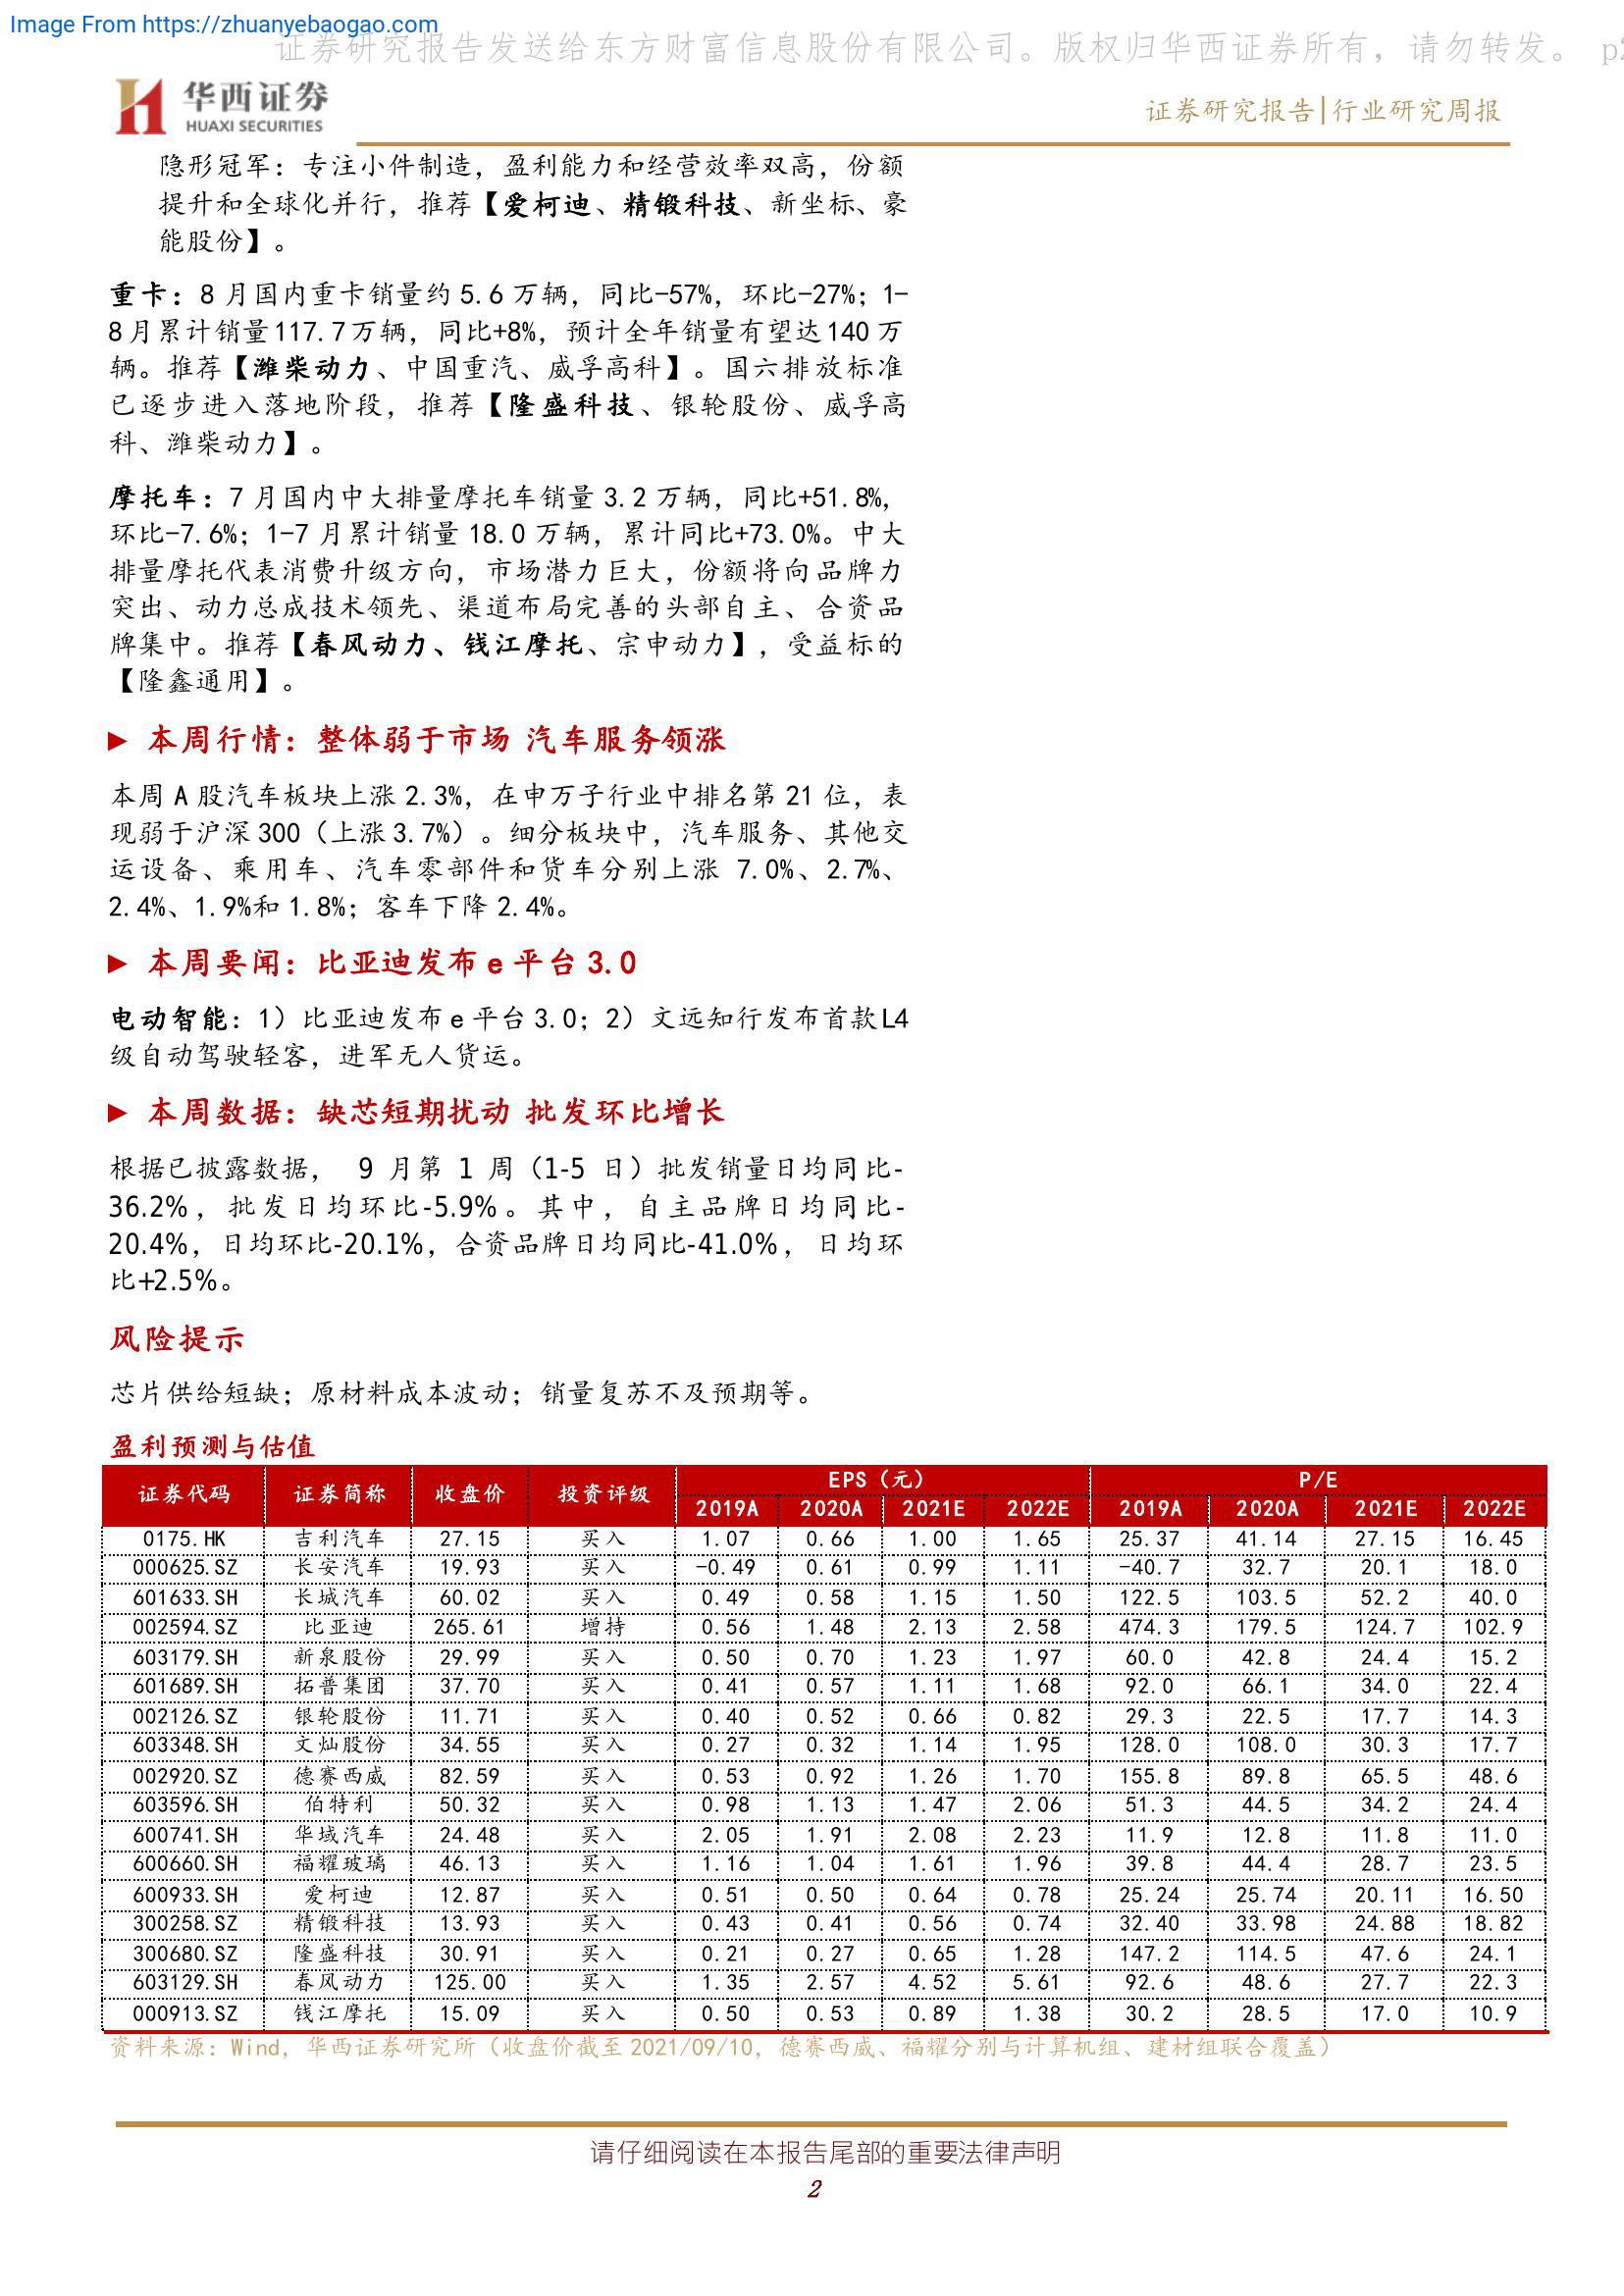 Image From https://zhuanyebaogao.com
证券研究报告发送给东方财富信息股份有限公司。版权归华西证券所有，请勿转发。 p2
华西证券
HUAXI SECURITIES
证券研究报告|行业研究周报
隐形冠军：专注小件制造，盈利能力和经营效率双高，份额
提升和全球化并行，推荐【爱柯迪、精锻科技、新坐标、豪
能股份】。
重卡：8 月国内重卡销量约 5.6 万辆，同比-57%，环比-27%；1-
8 月累计销量 117.7 万辆，同比+8%，预计全年销量有望达 140 万
辆。推荐【潍柴动力、中国重汽、威孚高科】。国六排放标准
已逐步进入落地阶段，推荐【隆盛科技、银轮股份、威孚高
科、潍柴动力】。
摩托车：7 月国内中大排量摩托车销量 3.2 万辆，同比+51.8%，
环比-7.6%；1-7 月累计销量 18.0 万辆，累计同比+73.0%。中大
排量摩托代表消费升级方向，市场潜力巨大，份额将向品牌力
突出、动力总成技术领先、渠道布局完善的头部自主、合资品
牌集中。推荐【春风动力、钱江摩托、宗申动力】，受益标的
【隆鑫通用】。
► 本周行情：整体弱于市场 汽车服务领涨
本周 A 股汽车板块上涨 2.3%，在申万子行业中排名第 21 位，表
现弱于沪深 300（上涨 3.7%）。细分板块中，汽车服务、其他交
运设备、乘用车、汽车零部件和货车分别上涨 7.0%、2.7%、
2.4%、1.9%和 1.8%；客车下降 2.4%。
► 本周要闻：比亚迪发布 e 平台 3.0
电动智能：1）比亚迪发布 e 平台 3.0；2）文远知行发布首款 L4
级自动驾驶轻客，进军无人货运。
► 本周数据：缺芯短期扰动 批发环比增长
根据已披露数据， 9 月第 1 周（1-5 日）批发销量日均同比-
36.2%，批发日均环比-5.9%。其中，自主品牌日均同比-
20.4%，日均环比-20.1%，合资品牌日均同比-41.0%，日均环
比+2.5%。
风险提示
芯片供给短缺；原材料成本波动；销量复苏不及预期等。
盈利预测与估值
证券代码 证券简称 收盘价 投资评级 EPS（元） P/E
2019A 2020A 2021E 2022E 2019A 2020A 2021E 2022E
0175.HK 吉利汽车 27.15 买入 1.07 0.66 1.00 1.65 25.37 41.14 27.15 16.45
000625.SZ 长安汽车 19.93 买入 -0.49 0.61 0.99 1.11 -40.7 32.7 20.1 18.0
601633.SH 长城汽车 60.02 买入 0.49 0.58 1.15 1.50 122.5 103.5 52.2 40.0
002594.SZ 比亚迪 265.61 增持 0.56 1.48 2.13 2.58 474.3 179.5 124.7 102.9
603179.SH 新泉股份 29.99 买入 0.50 0.70 1.23 1.97 60.0 42.8 24.4 15.2
601689.SH 拓普集团 37.70 买入 0.41 0.57 1.11 1.68 92.0 66.1 34.0 22.4
002126.SZ 银轮股份 11.71 买入 0.40 0.52 0.66 0.82 29.3 22.5 17.7 14.3
603348.SH 文灿股份 34.55 买入 0.27 0.32 1.14 1.95 128.0 108.0 30.3 17.7
002920.SZ 德赛西威 82.59 买入 0.53 0.92 1.26 1.70 155.8 89.8 65.5 48.6
603596.SH 伯特利 50.32 买入 0.98 1.13 1.47 2.06 51.3 44.5 34.2 24.4
600741.SH 华域汽车 24.48 买入 2.05 1.91 2.08 2.23 11.9 12.8 11.8 11.0
600660.SH 福耀玻璃 46.13 买入 1.16 1.04 1.61 1.96 39.8 44.4 28.7 23.5
600933.SH 爱柯迪 12.87 买入 0.51 0.50 0.64 0.78 25.24 25.74 20.11 16.50
300258.SZ 精锻科技 13.93 买入 0.43 0.41 0.56 0.74 32.40 33.98 24.88 18.82
300680.SZ 隆盛科技 30.91 买入 0.21 0.27 0.65 1.28 147.2 114.5 47.6 24.1
603129.SH 春风动力 125.00 买入 1.35 2.57 4.52 5.61 92.6 48.6 27.7 22.3
000913.SZ 钱江摩托 15.09 买入 0.50 0.53 0.89 1.38 30.2 28.5 17.0 10.9
资料来源：Wind，华西证券研究所（收盘价截至 2021/09/10，德赛西威、福耀分别与计算机组、建材组联合覆盖）
请仔细阅读在本报告尾部的重要法律声明
2